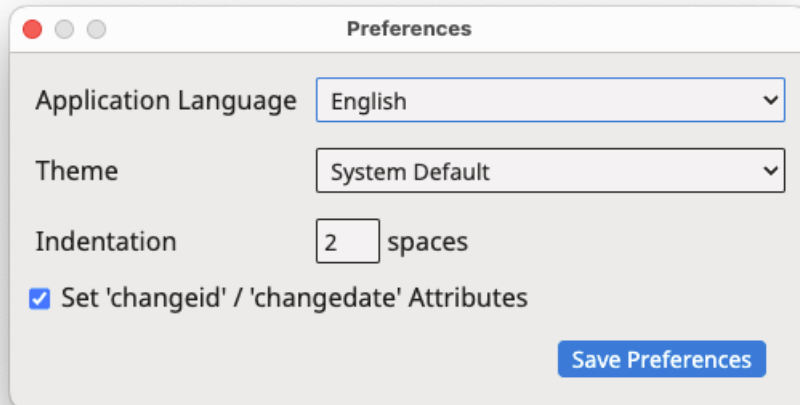 Preferences
Application Language English
Theme System Default
Indentation 2 spaces
Set 'changeid' / 'changedate' Attributes
Save Preferences